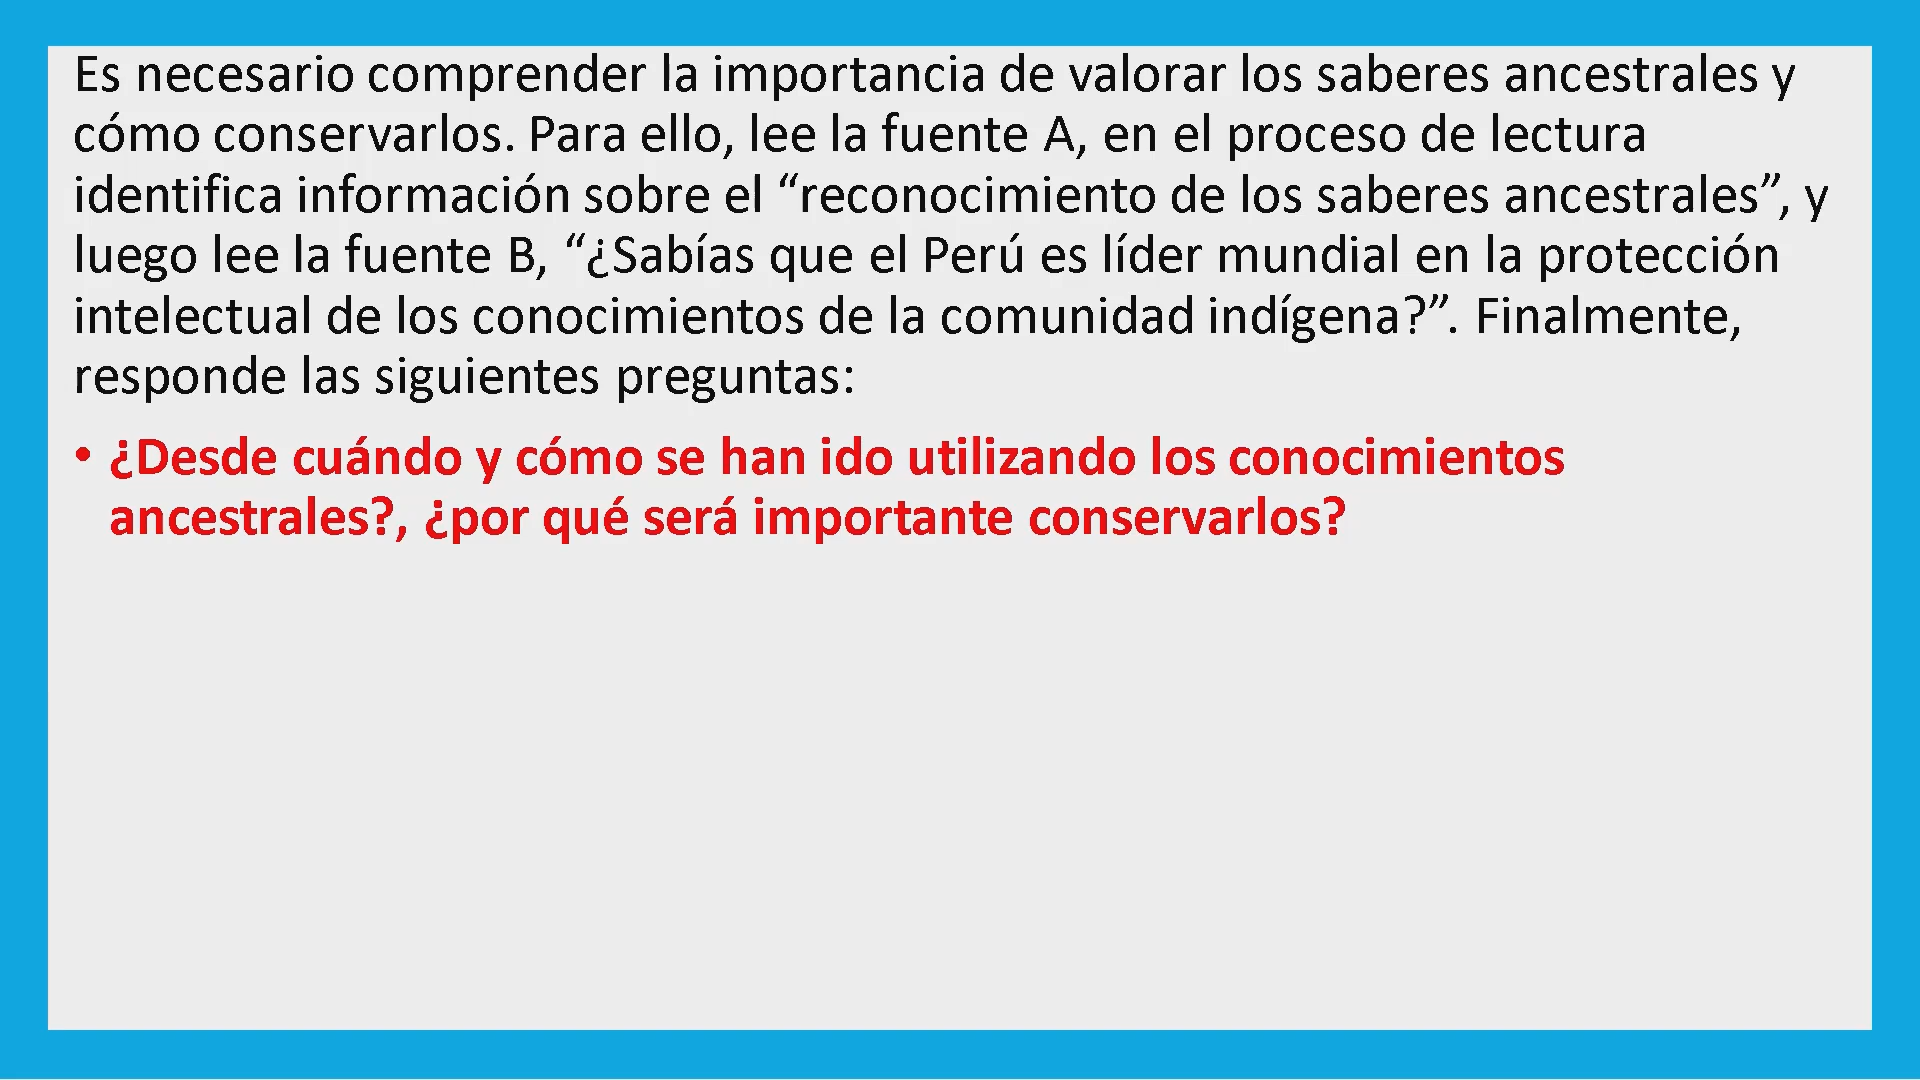 Es necesario comprender la importancia de valorar los saberes ancestrales y
cómo conservarlos. Para ello, lee la fuente A, en el proceso de lectura
identifica información sobre el “reconocimiento de los saberes ancestrales”, y
luego lee la fuente B, “¿Sabías que el Perú es líder mundial en la protección
intelectual de los conocimientos de la comunidad indígena?”. Finalmente,
responde las siguientes preguntas:
• ¿Desde cuándo y cómo se han ido utilizando los conocimientos
ancestrales?, ¿por qué será importante conservarlos?